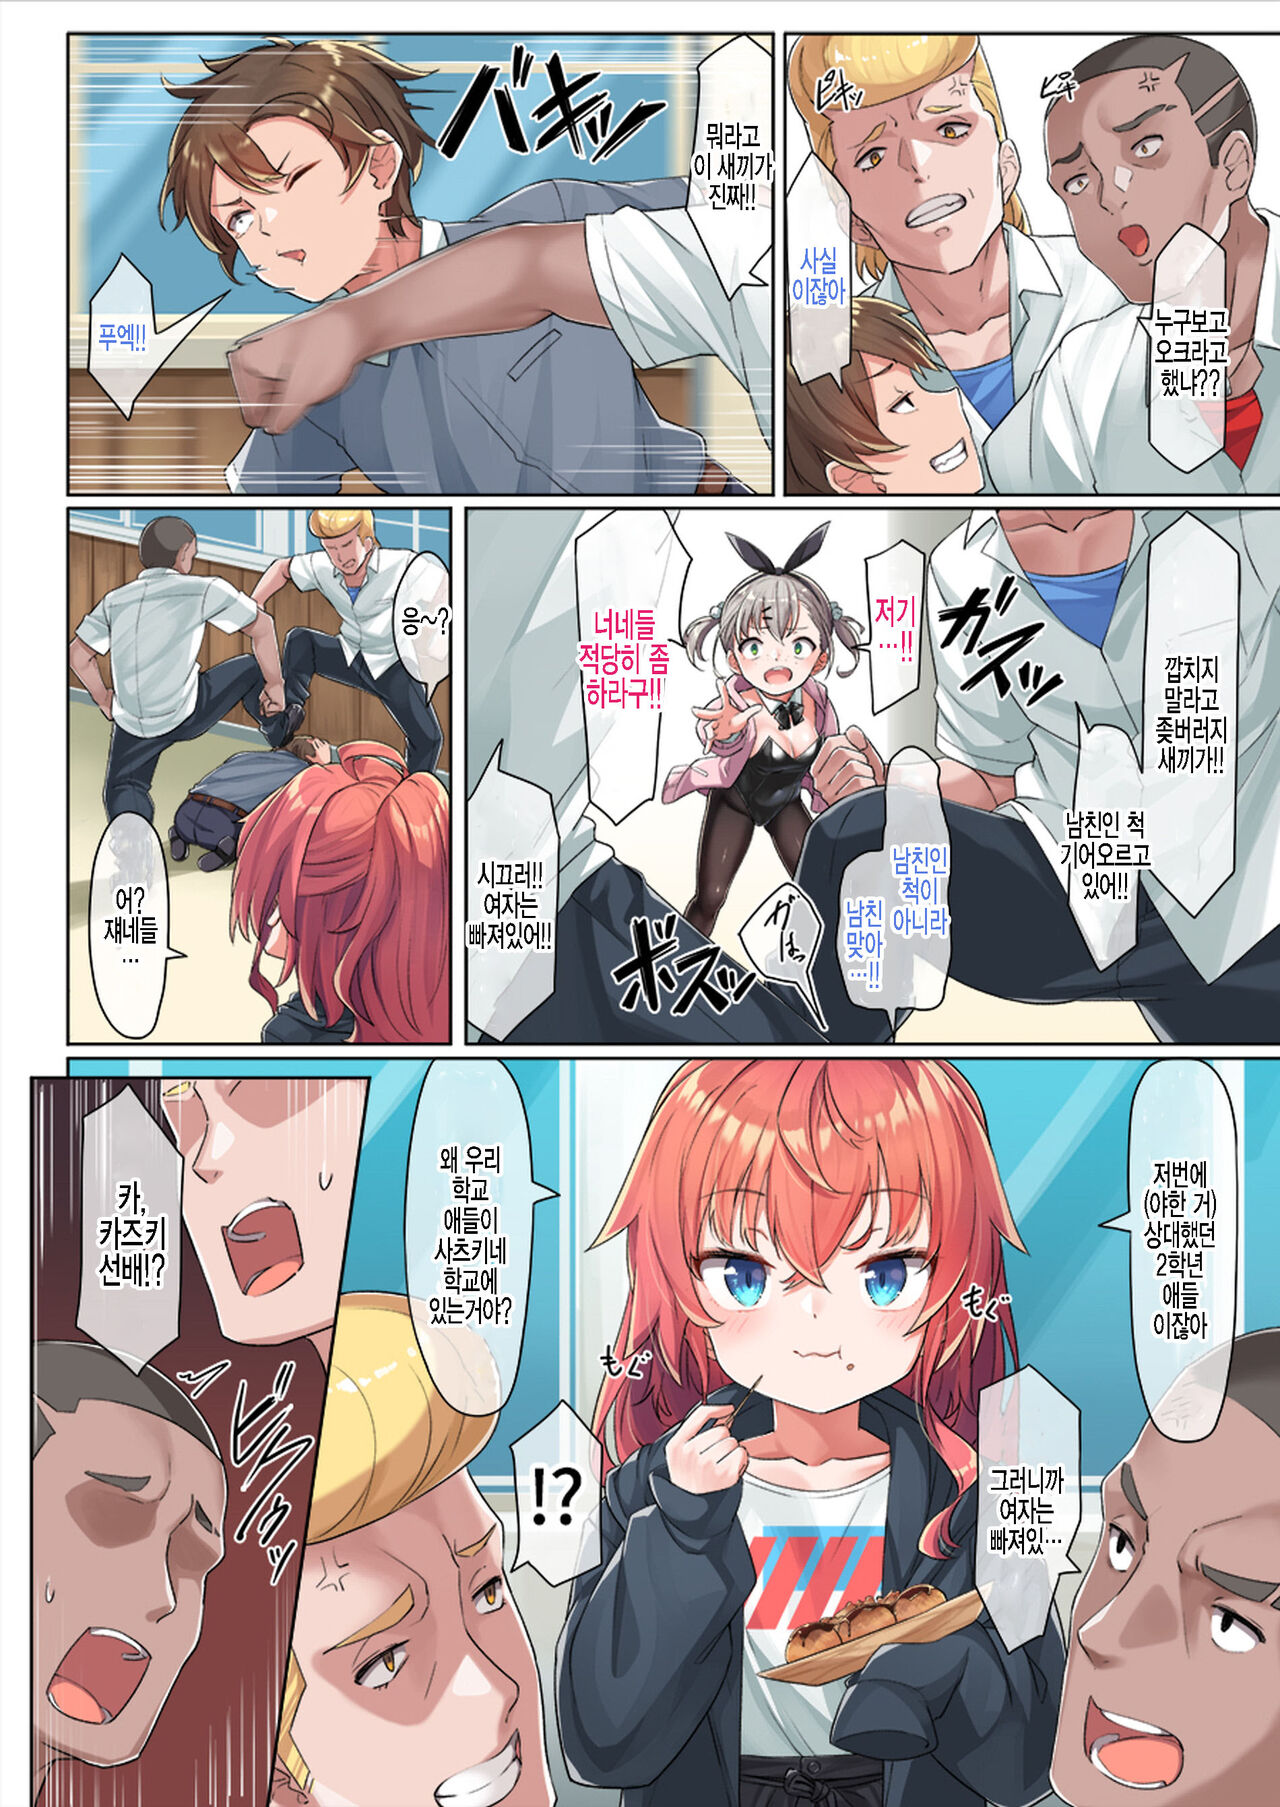 ピキッ
ピキ
사실
이잖아
누구보고
오크라고
했냐??
バキッ
뭐라고
이 새끼가
진짜!!
푸엑!!
ガスッ
깝치지
말라고
좆버러지
새끼가!!
남친인 척
기어오르고
있어!!
저기
…!!
너네들
적당히 좀
하라구!!
남친인
척이
아니라
남친
맞아
…!!
がはっ
ボスッ
시끄러!!
여자는
빠져있어!!
응~?
어?
쟤네들
…
저번에
(야한 거)
상대했던
2학년
애들
이잖아
왜 우리
학교
애들이
사츠키네
학교에
있는거야?
もぐ
もぐ
그러니까
여자는
빠져있…
!?
카,
카즈키
선배!?
ビクッ